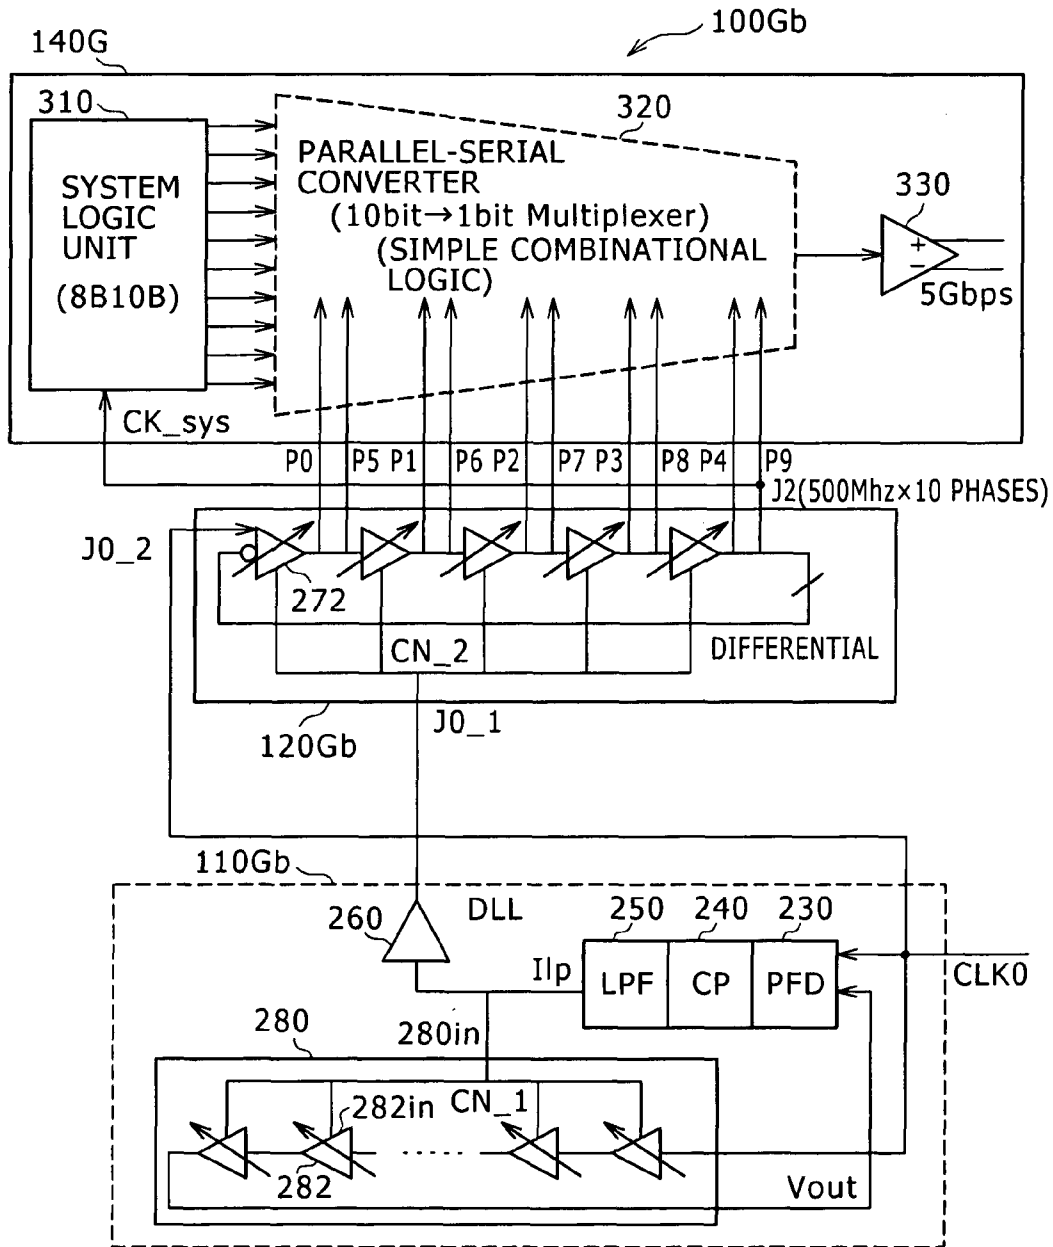 100Gb
140G
310
320
PARALLEL-SERIAL
CONVERTER
(10bit→1bit Multiplexer)
(SIMPLE COMBINATIONAL
LOGIC)
SYSTEM
LOGIC
UNIT
(8B10B)
330
+
−
5Gbps
CK_sys
P0 P5 P1 P6 P2 P7 P3 P8 P4 P9
J2(500Mhz×10 PHASES)
J0_2
272
CN_2
DIFFERENTIAL
J0_1
120Gb
110Gb
260
DLL
250 240 230
Ilp
LPF CP PFD
CLK0
280
280in
282in
CN_1
282
Vout